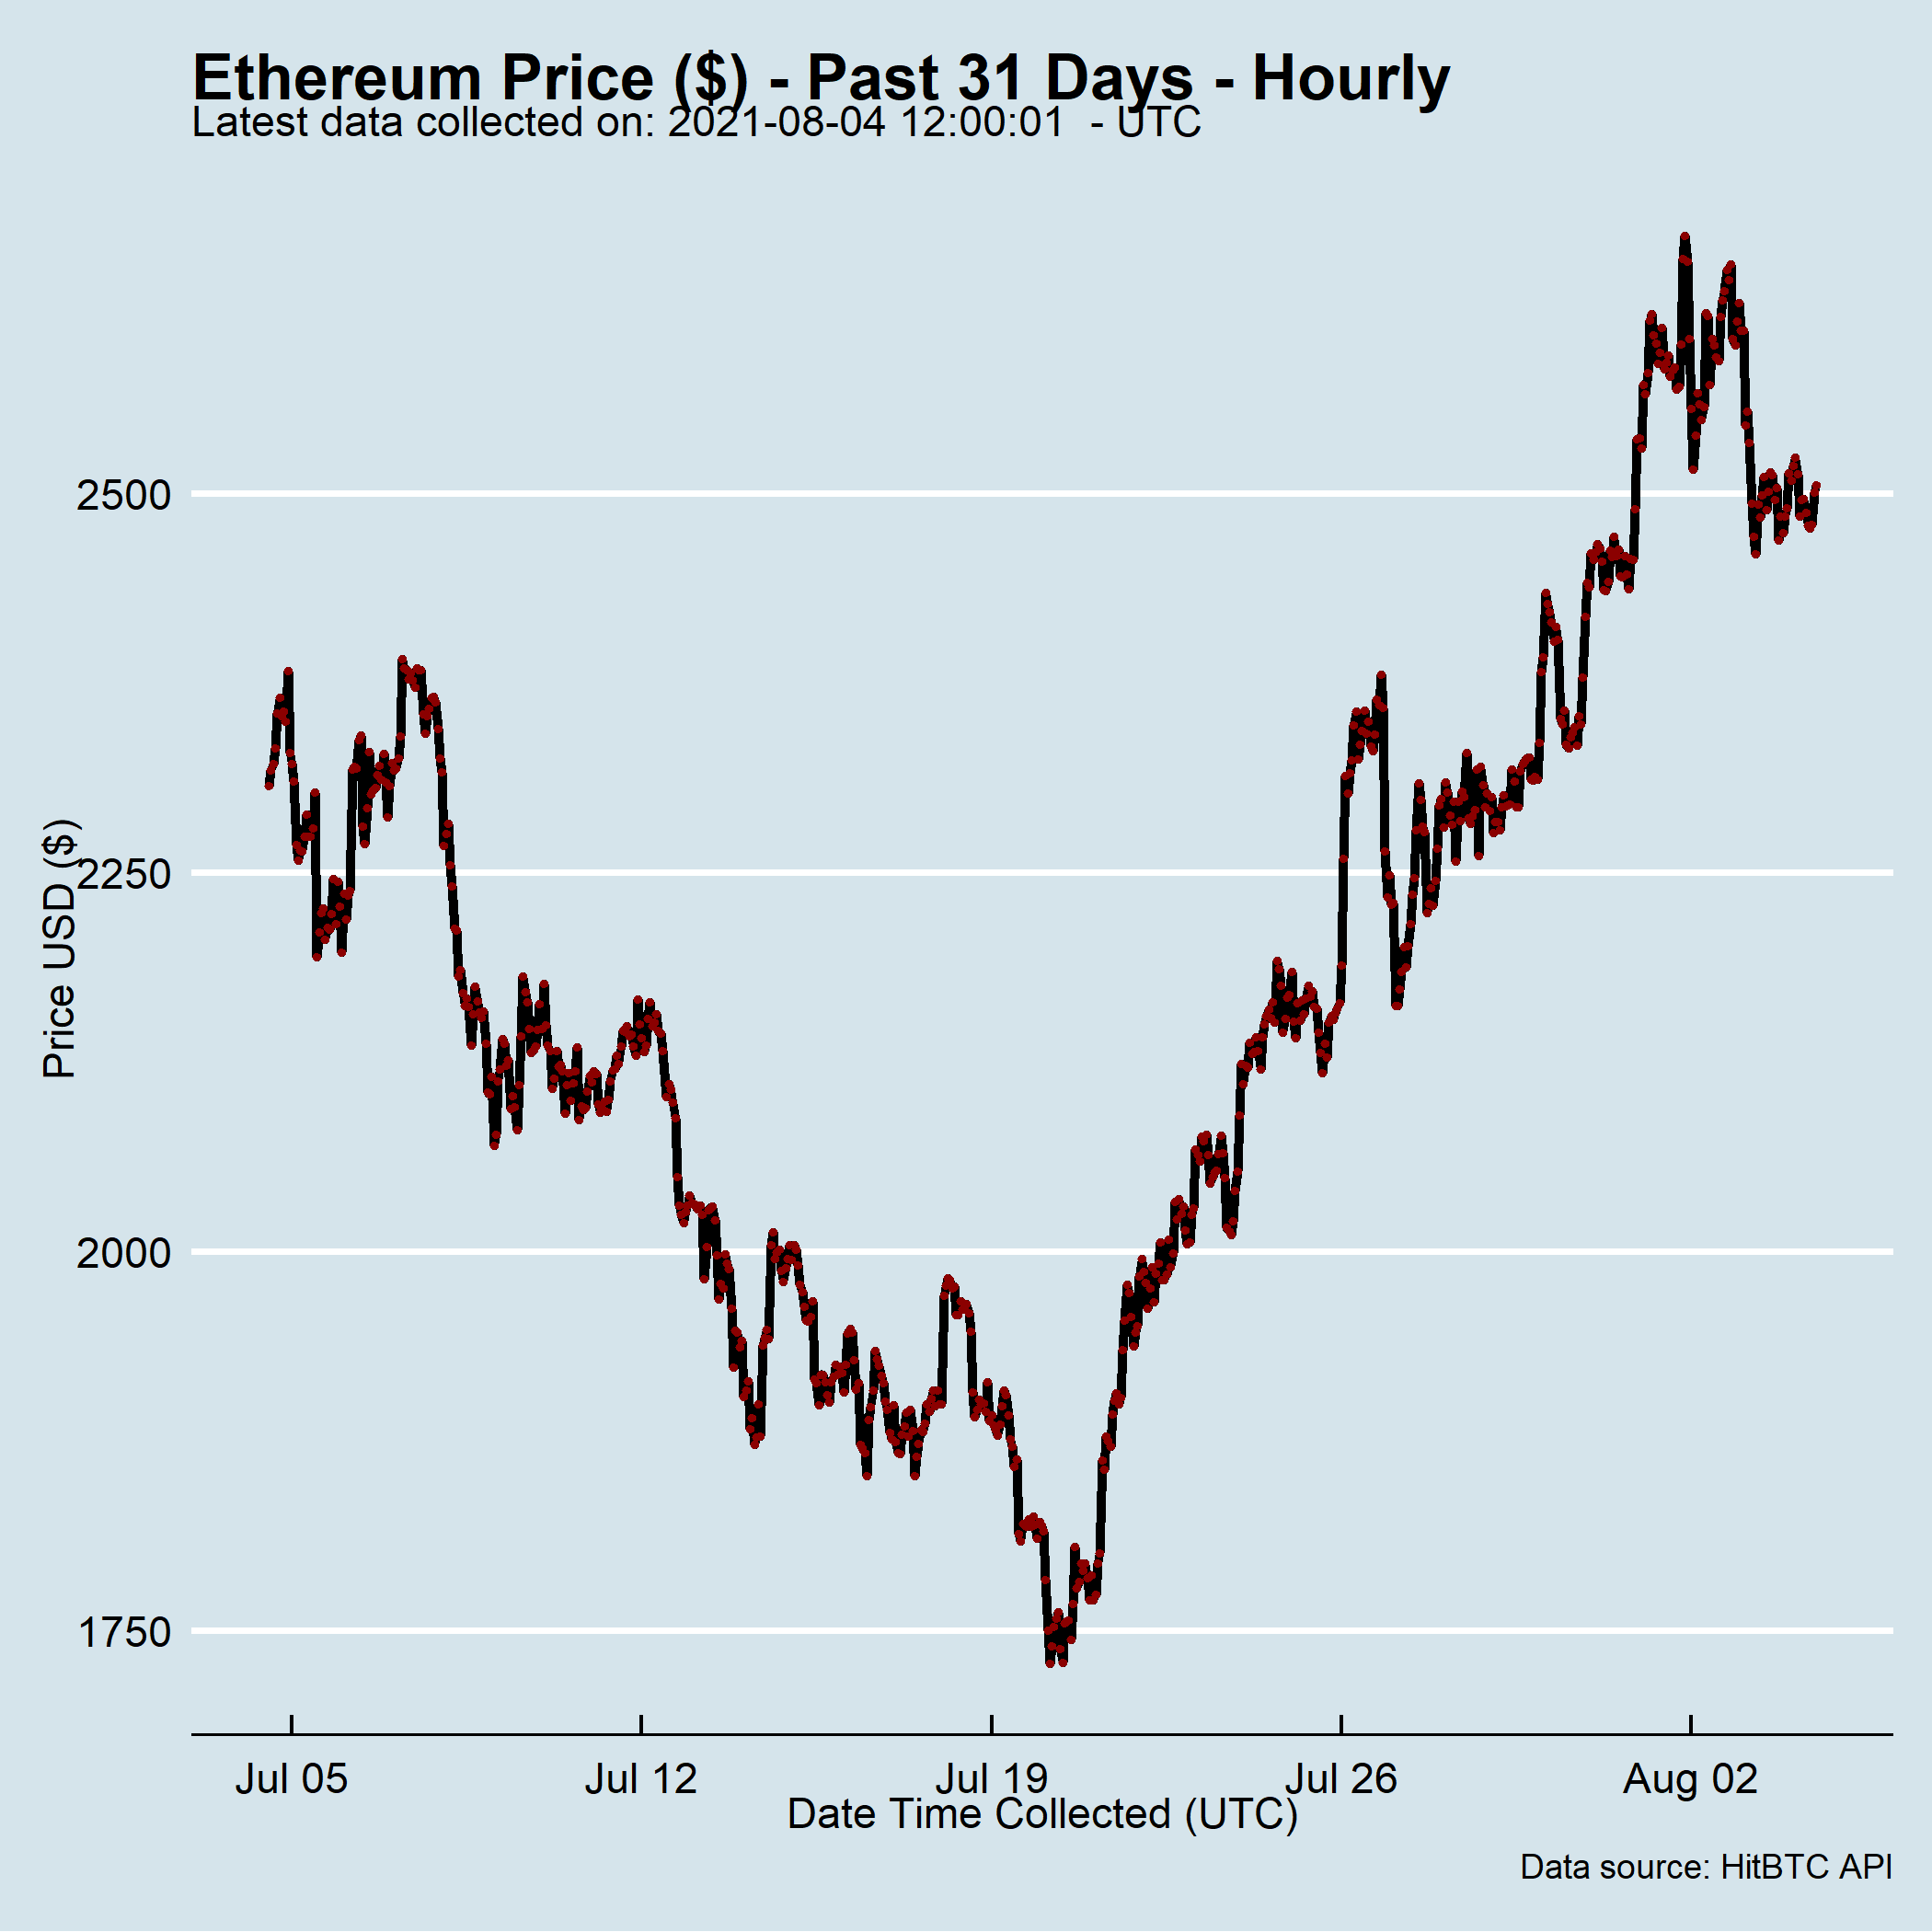 Ethereum Price ($) - Past 31 Days - Hourly
Latest data collected on: 2021-08-04 12:00:01  - UTC
Price USD ($)
2500
2250
2000
1750
Jul 05
Jul 12
Jul 19
Jul 26
Aug 02
Date Time Collected (UTC)
Data source: HitBTC API